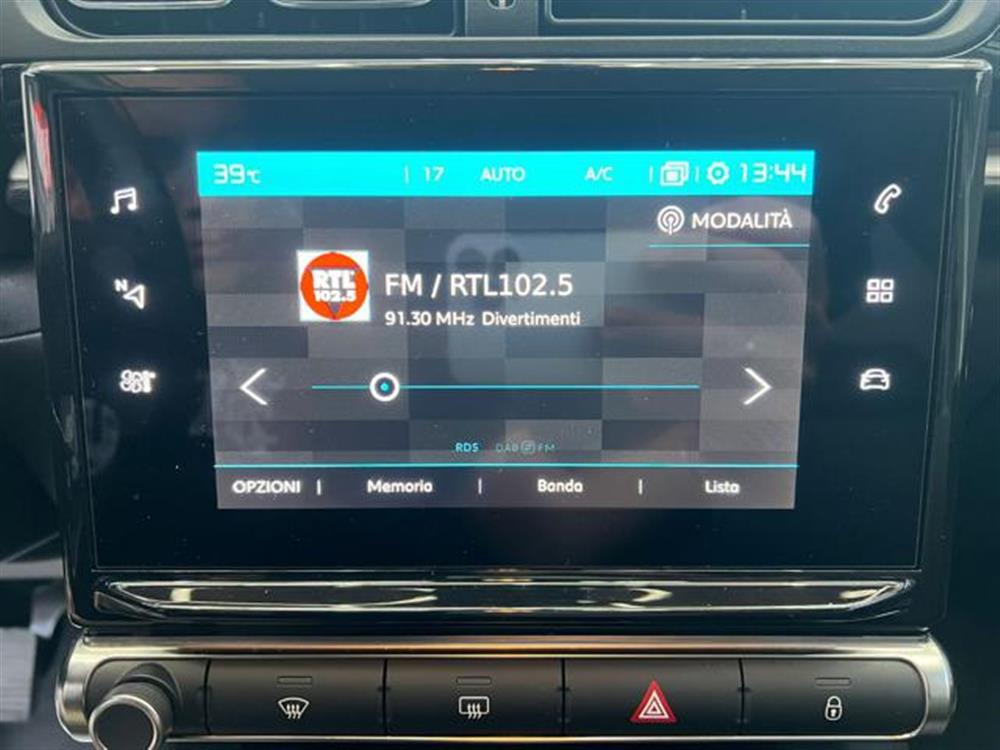 39°C | 17 AUTO A/C | | 13:44
MODALITÀ
RTL
102.5
FM / RTL102.5
91.30 MHz Divertimenti
N
RDS DAB FM
OPZIONI | Memoria | Banda | Lista